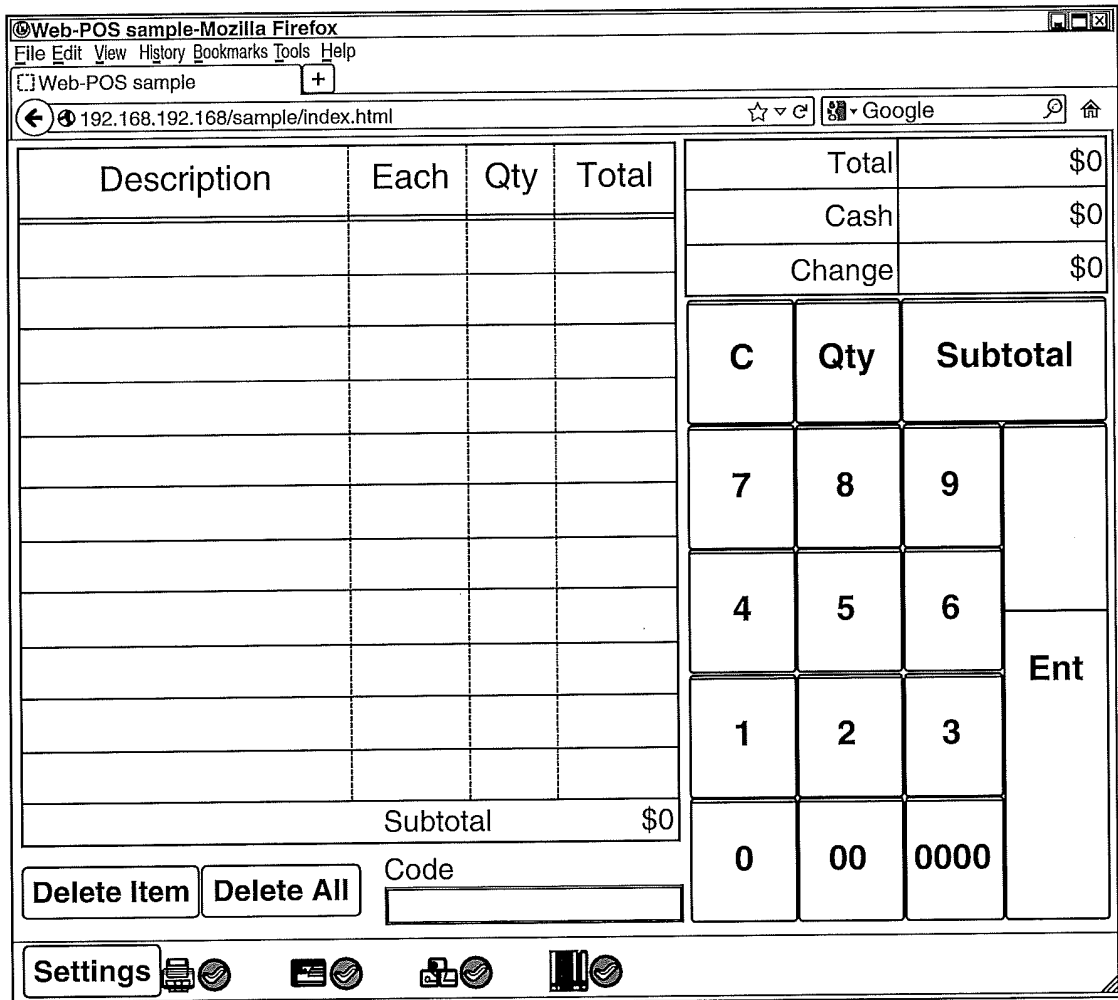 Web-POS sample-Mozilla Firefox
File Edit View History Bookmarks Tools Help
Web-POS sample +
192.168.192.168/sample/index.html Google
Description Each Qty Total
Subtotal $0
Delete Item Delete All Code
Total $0
Cash $0
Change $0
C Qty Subtotal
7 8 9
4 5 6
Ent
1 2 3
0 00 0000
Settings